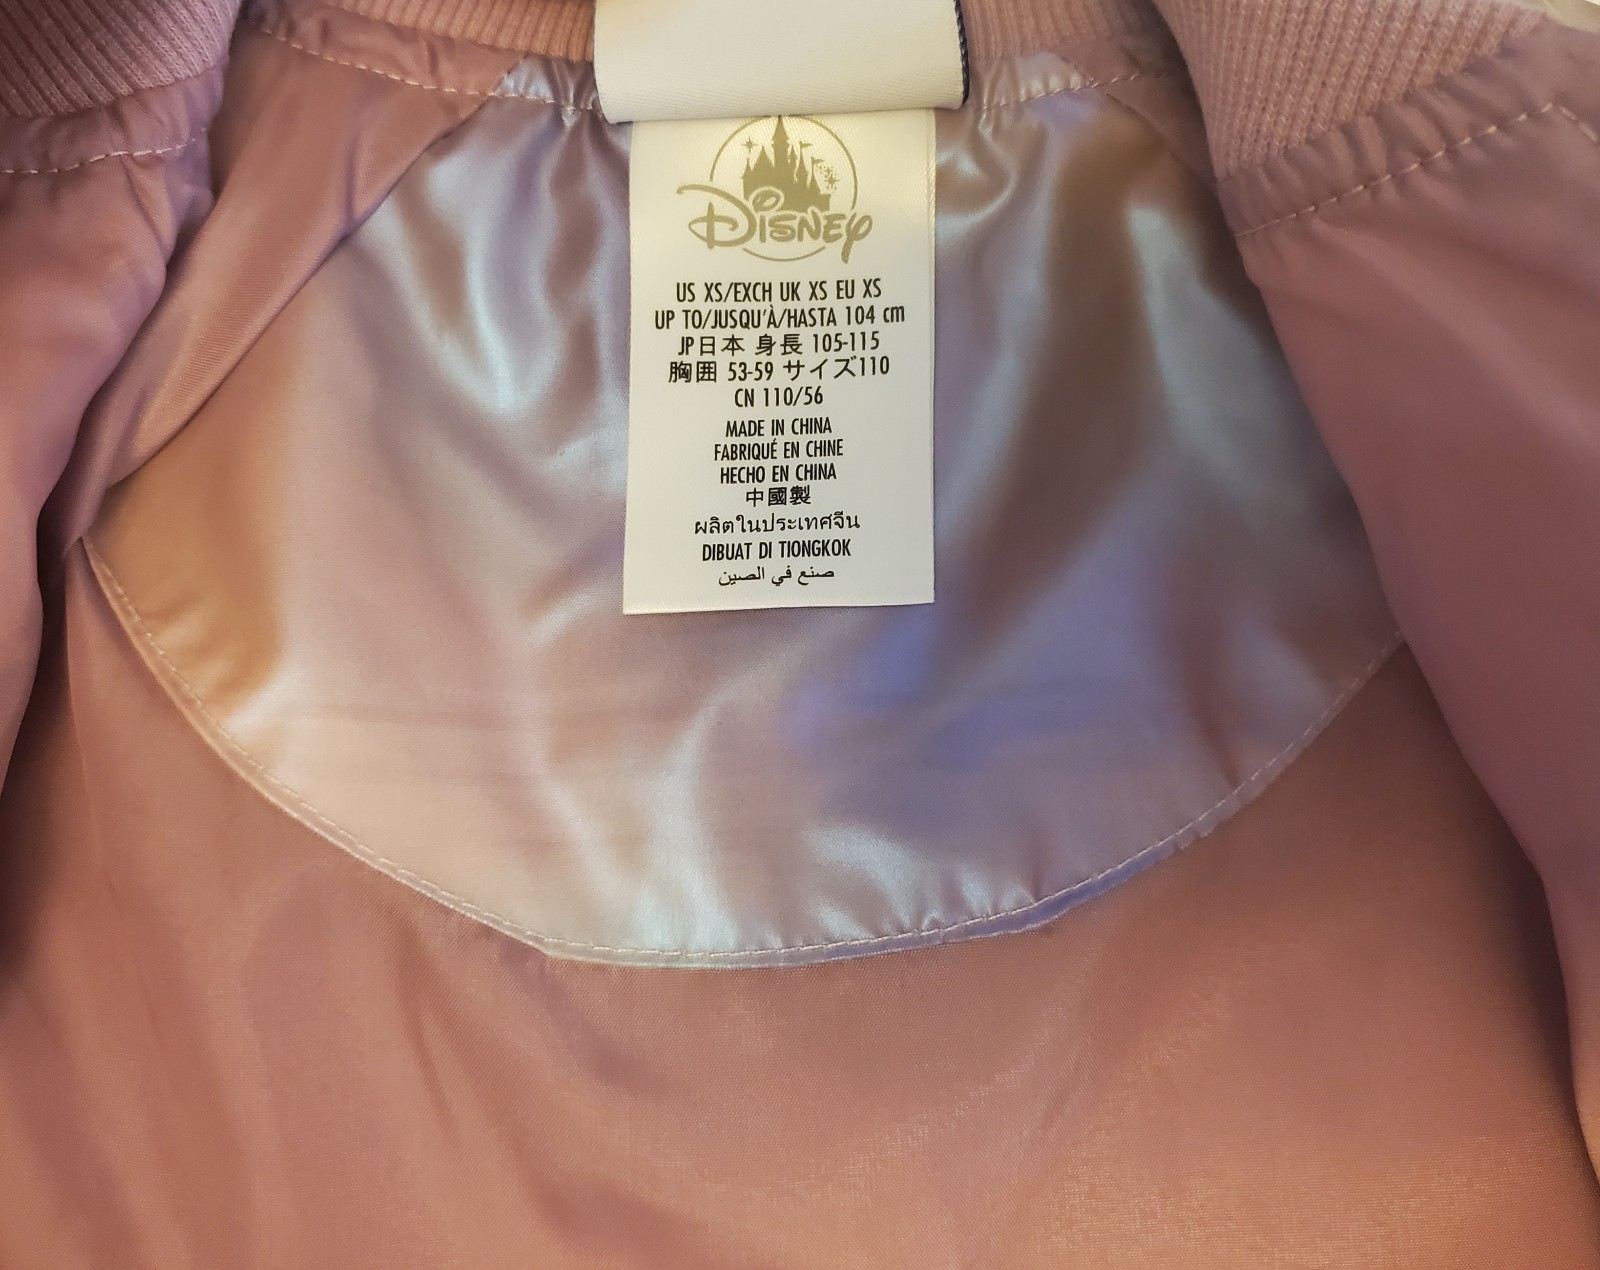 DISNEY
US XS/EXCH UK XS EU XS
UP TO/JUSQU'À/HASTA 104 cm
JP日本 身長 105-115
胸囲 53-59 サイズ110
CN 110/56
MADE IN CHINA
FABRIQUÉ EN CHINE
HECHO EN CHINA
中國製
ผลิตในประเทศจีน
DIBUAT DI TIONGKOK
صنع في الصين